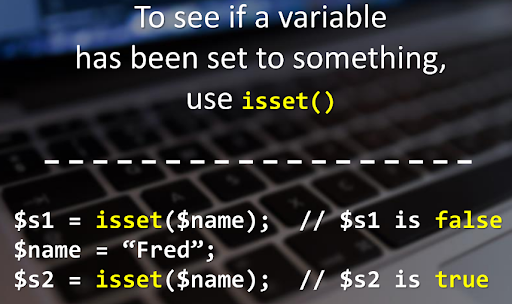 To see if a variable
has been set to something,
use isset()
$s1 = isset($name);  // $s1 is false
$name = “Fred”;
$s2 = isset($name);  // $s2 is true